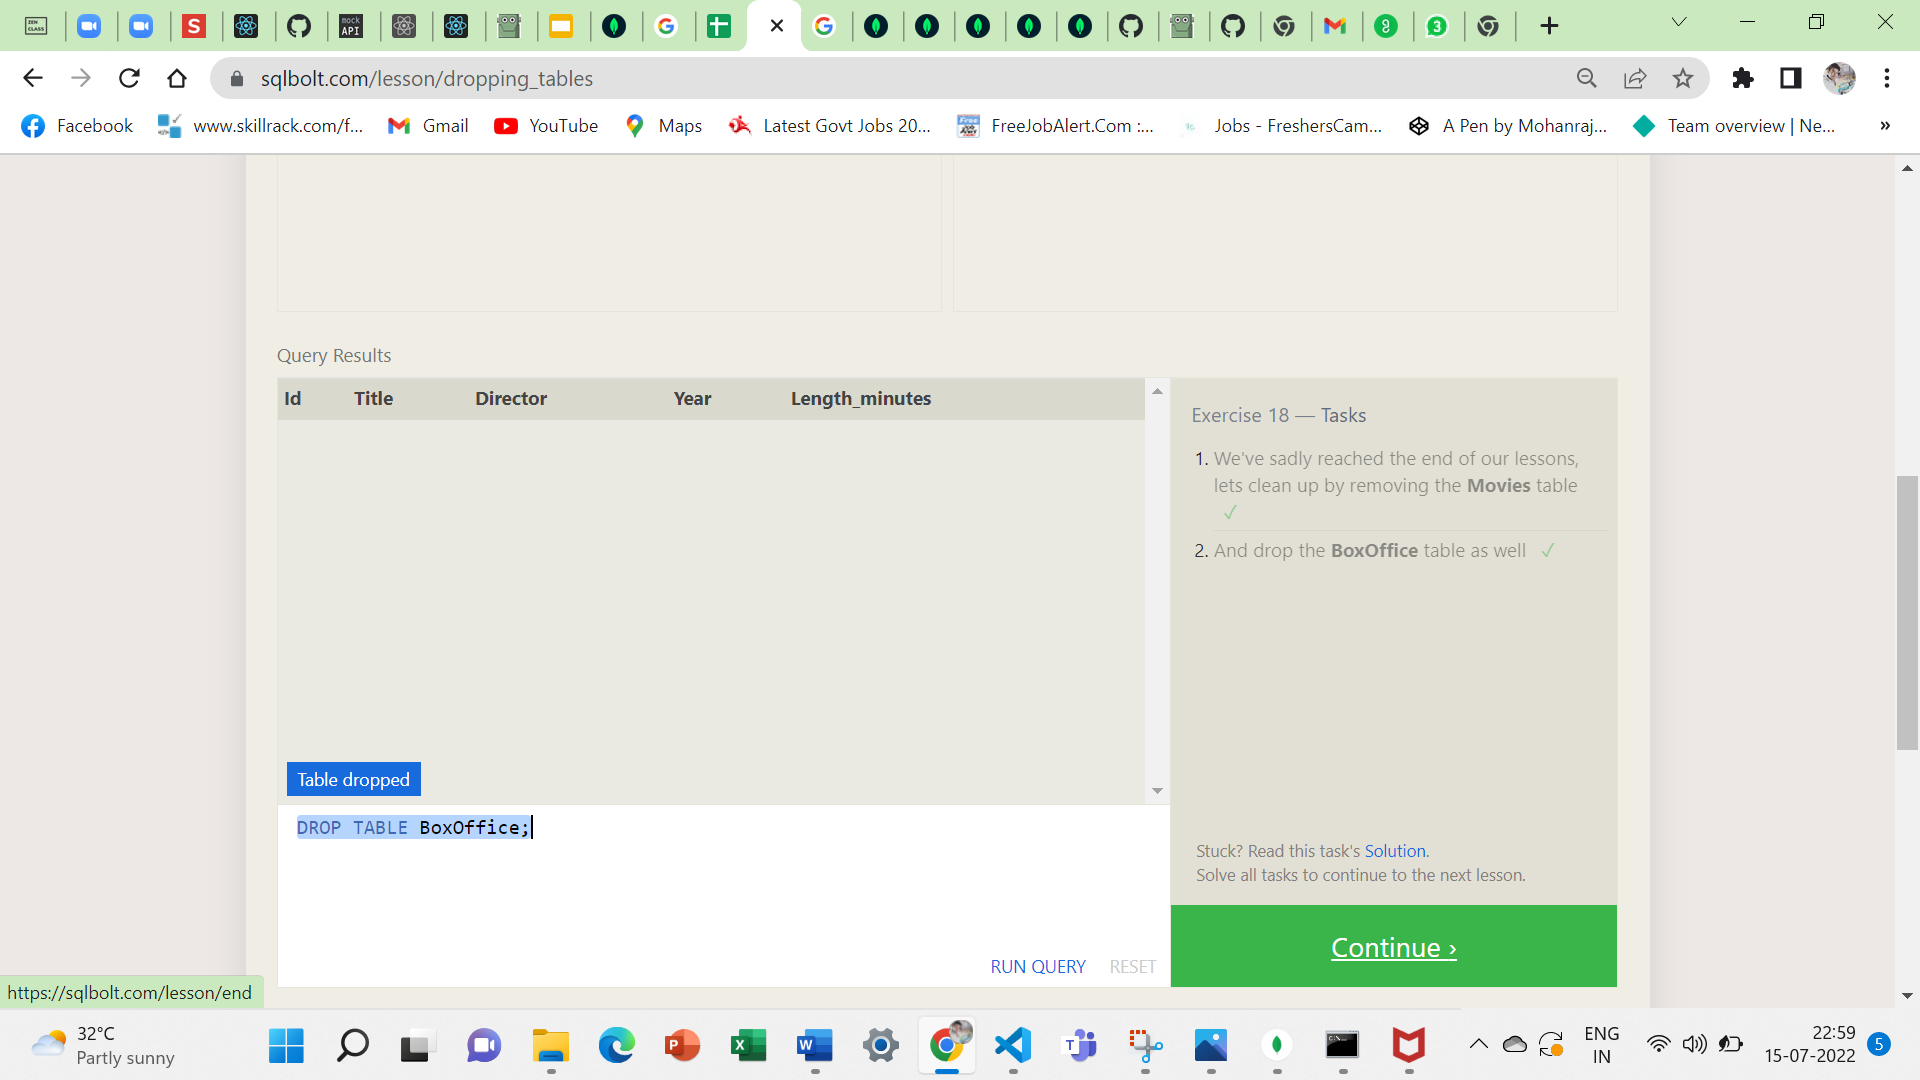 ZEN
CLASS
S
mock
API
G
G
3
sqlbolt.com/lesson/dropping_tables
Facebook
www.skillrack.com/f...
Gmail
YouTube
Maps
Latest Govt Jobs 20...
FreeJobAlert.Com :...
Jobs - FreshersCam...
A Pen by Mohanraj...
Team overview | Ne...
»
Query Results
Id Title Director Year Length_minutes
Table dropped
DROP TABLE BoxOffice;
RUN QUERY RESET
Exercise 18 — Tasks
1. We've sadly reached the end of our lessons,
lets clean up by removing the Movies table
✓
2. And drop the BoxOffice table as well ✓
Stuck? Read this task's Solution.
Solve all tasks to continue to the next lesson.
Continue ›
https://sqlbolt.com/lesson/end
32°C
Partly sunny
ENG
IN
22:59
15-07-2022
5